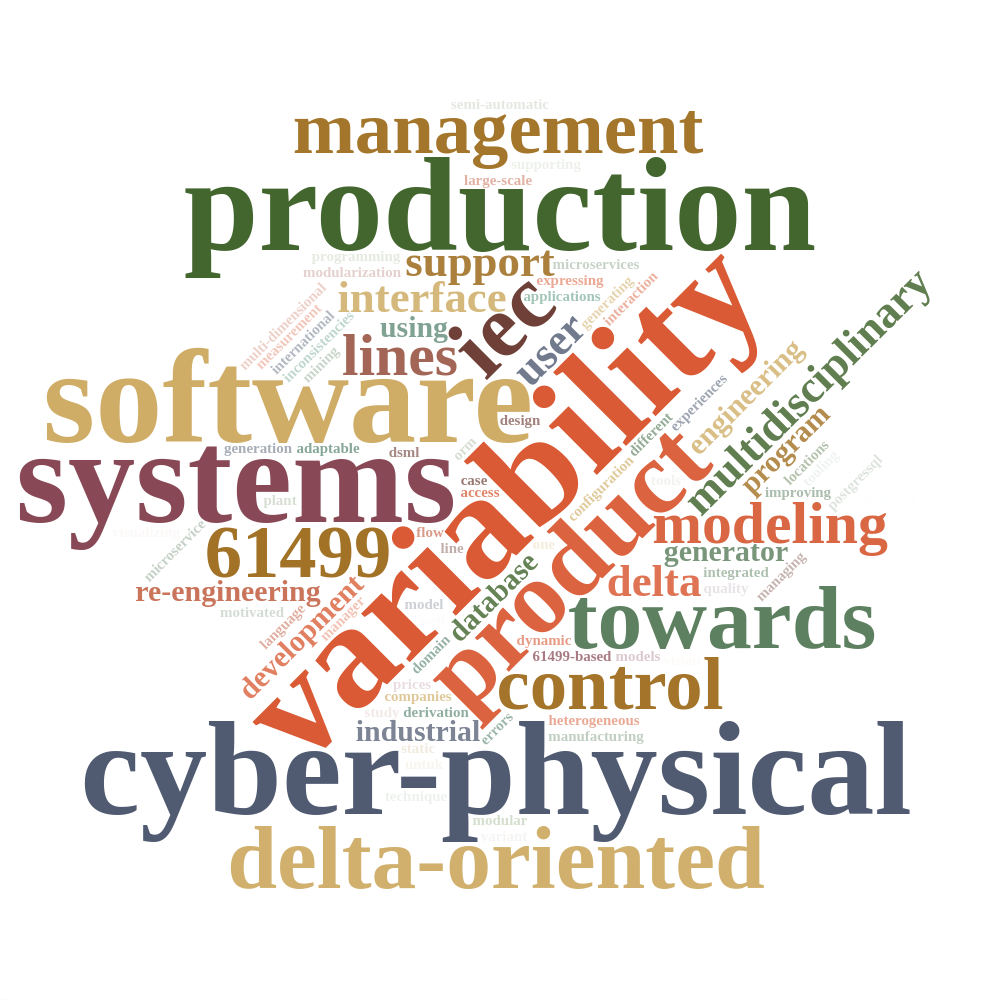 semi-automatic
management
supporting
large-scale
production
programming
support
microservices
modularization
expressing
interface
applications
generating
interaction
iec
multi-dimensional
measurement
international
inconsistencies
mining
using
user
lines
variability
multidisciplinary
software
engineering
experiences
design
program
different
systems
generation
adaptable
dsml
orm
locations
tooling
postgressql
case
access
configuration
tools
improving
plant
product
modeling
visualizing
microservice
61499
flow
line
one
generator
database
integrated
managing
re-engineering
delta
quality
motivated
language
manager
development
model
towards
dynamic
domain
61499-based
models
control
prices
companies
study
derivation
heterogeneous
industrial
errors
manufacturing
static
untuk
cyber-physical
technique
modular
variant
delta-oriented